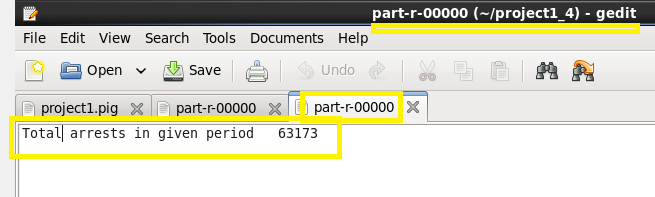 part-r-00000 (~/project1_4) - gedit
File Edit View Search Tools Documents Help
Open Save Undo
project1.pig part-r-00000 part-r-00000
Total arrests in given period 63173